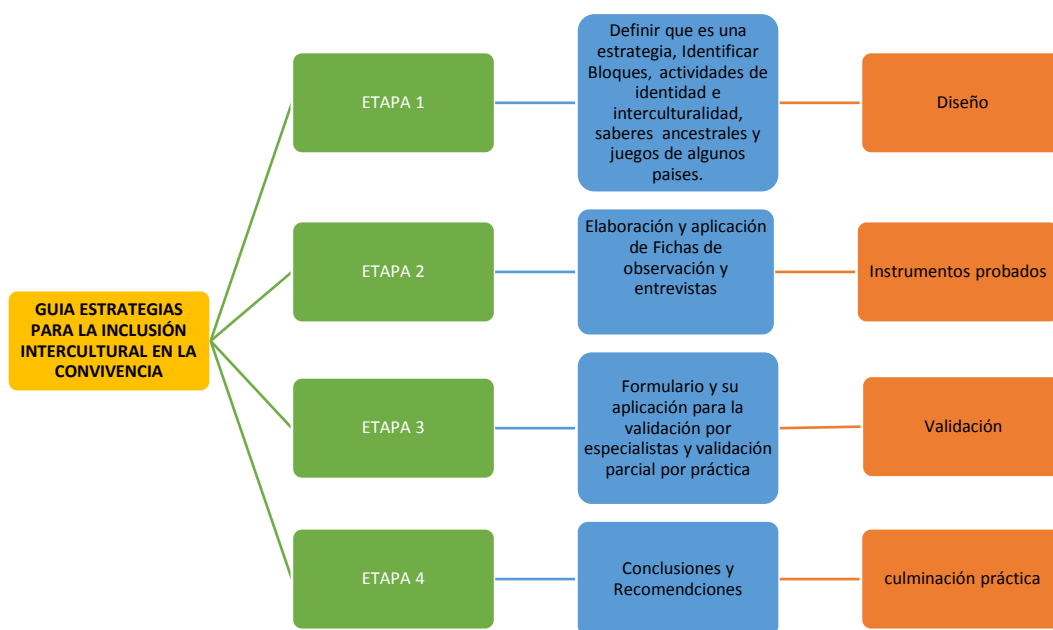 GUIA ESTRATEGIAS
PARA LA INCLUSIÓN
INTERCULTURAL EN LA
CONVIVENCIA
ETAPA 1
Definir que es una
estrategia, Identificar
Bloques, actividades de
identidad e
interculturalidad,
saberes ancestrales y
juegos de algunos
paises.
Diseño
ETAPA 2
Elaboración y aplicación
de Fichas de
observación y
entrevistas
Instrumentos probados
ETAPA 3
Formulario y su
aplicación para la
validación por
especialistas y validación
parcial por práctica
Validación
ETAPA 4
Conclusiones y
Recomendciones
culminación práctica